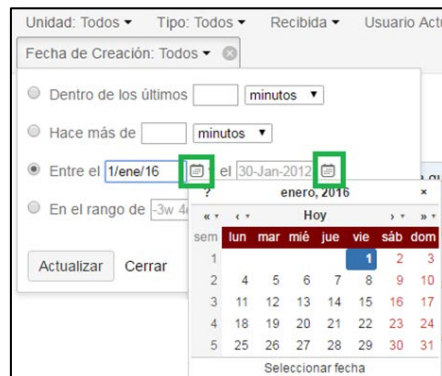 Unidad: Todos Tipo: Todos Recibida Usuario Actu
Fecha de Creación: Todos
Dentro de los últimos minutos
Hace más de minutos
Entre el 1/ene/16 el 30-Jan-2012
En el rango de -3w 4
Actualizar Cerrar
? enero, 2016 ×
« ‹ Hoy › »
sem lun mar mié jue vie sáb dom
1 1 2 3
2 4 5 6 7 8 9 10
3 11 12 13 14 15 16 17
4 18 19 20 21 22 23 24
5 25 26 27 28 29 30 31
Seleccionar fecha